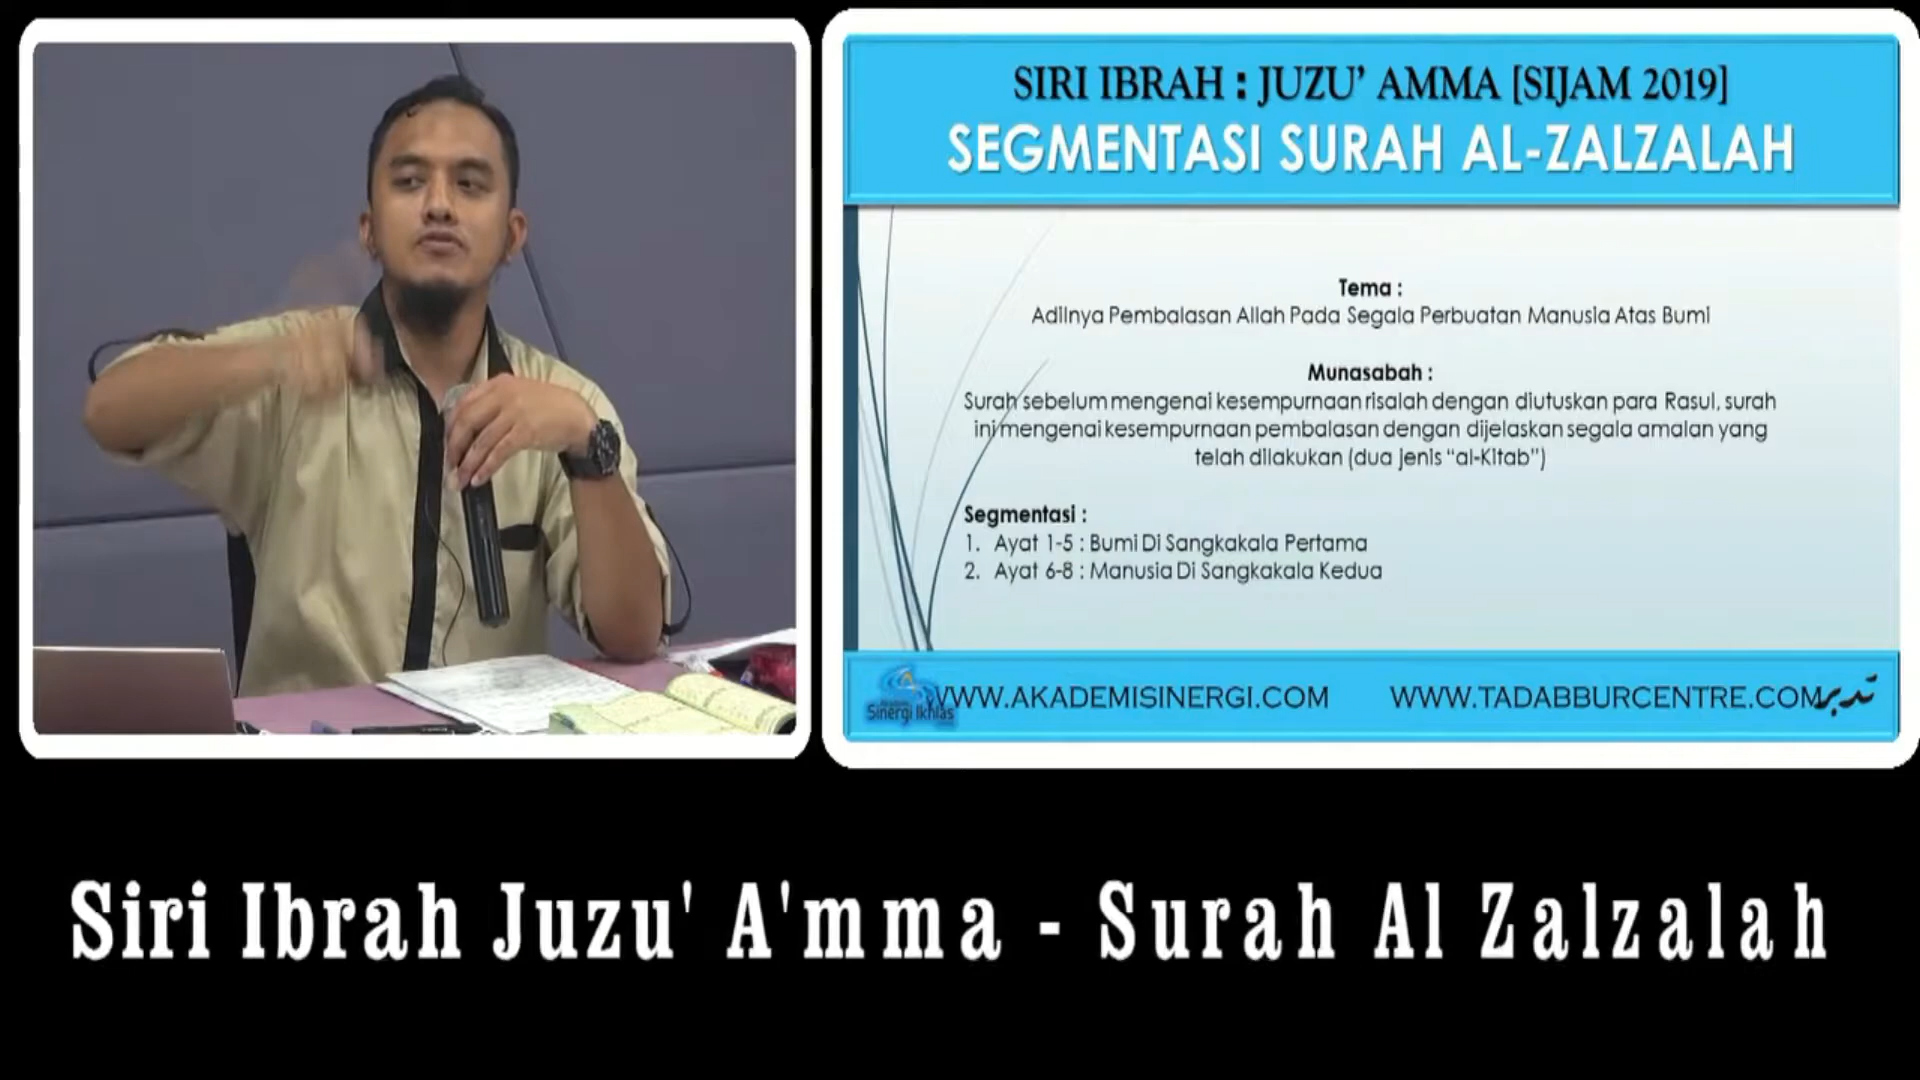 SIRI IBRAH : JUZU’ AMMA [SIJAM 2019]
SEGMENTASI SURAH AL-ZALZALAH
Tema :
Adilnya Pembalasan Allah Pada Segala Perbuatan Manusia Atas Bumi
Munasabah :
Surah sebelum mengenai kesempurnaan risalah dengan diutuskan para Rasul, surah
ini mengenai kesempurnaan pembalasan dengan dijelaskan segala amalan yang
telah dilakukan (dua jenis “al-Kitab”)
Segmentasi :
1. Ayat 1-5 : Bumi Di Sangkakala Pertama
2. Ayat 6-8 : Manusia Di Sangkakala Kedua
Sinergi Ikhlas
WWW.AKADEMISINERGI.COM WWW.TADABBURCENTRE.COM تدبر
Siri Ibrah Juzu' A'mma - Surah Al Zalzalah